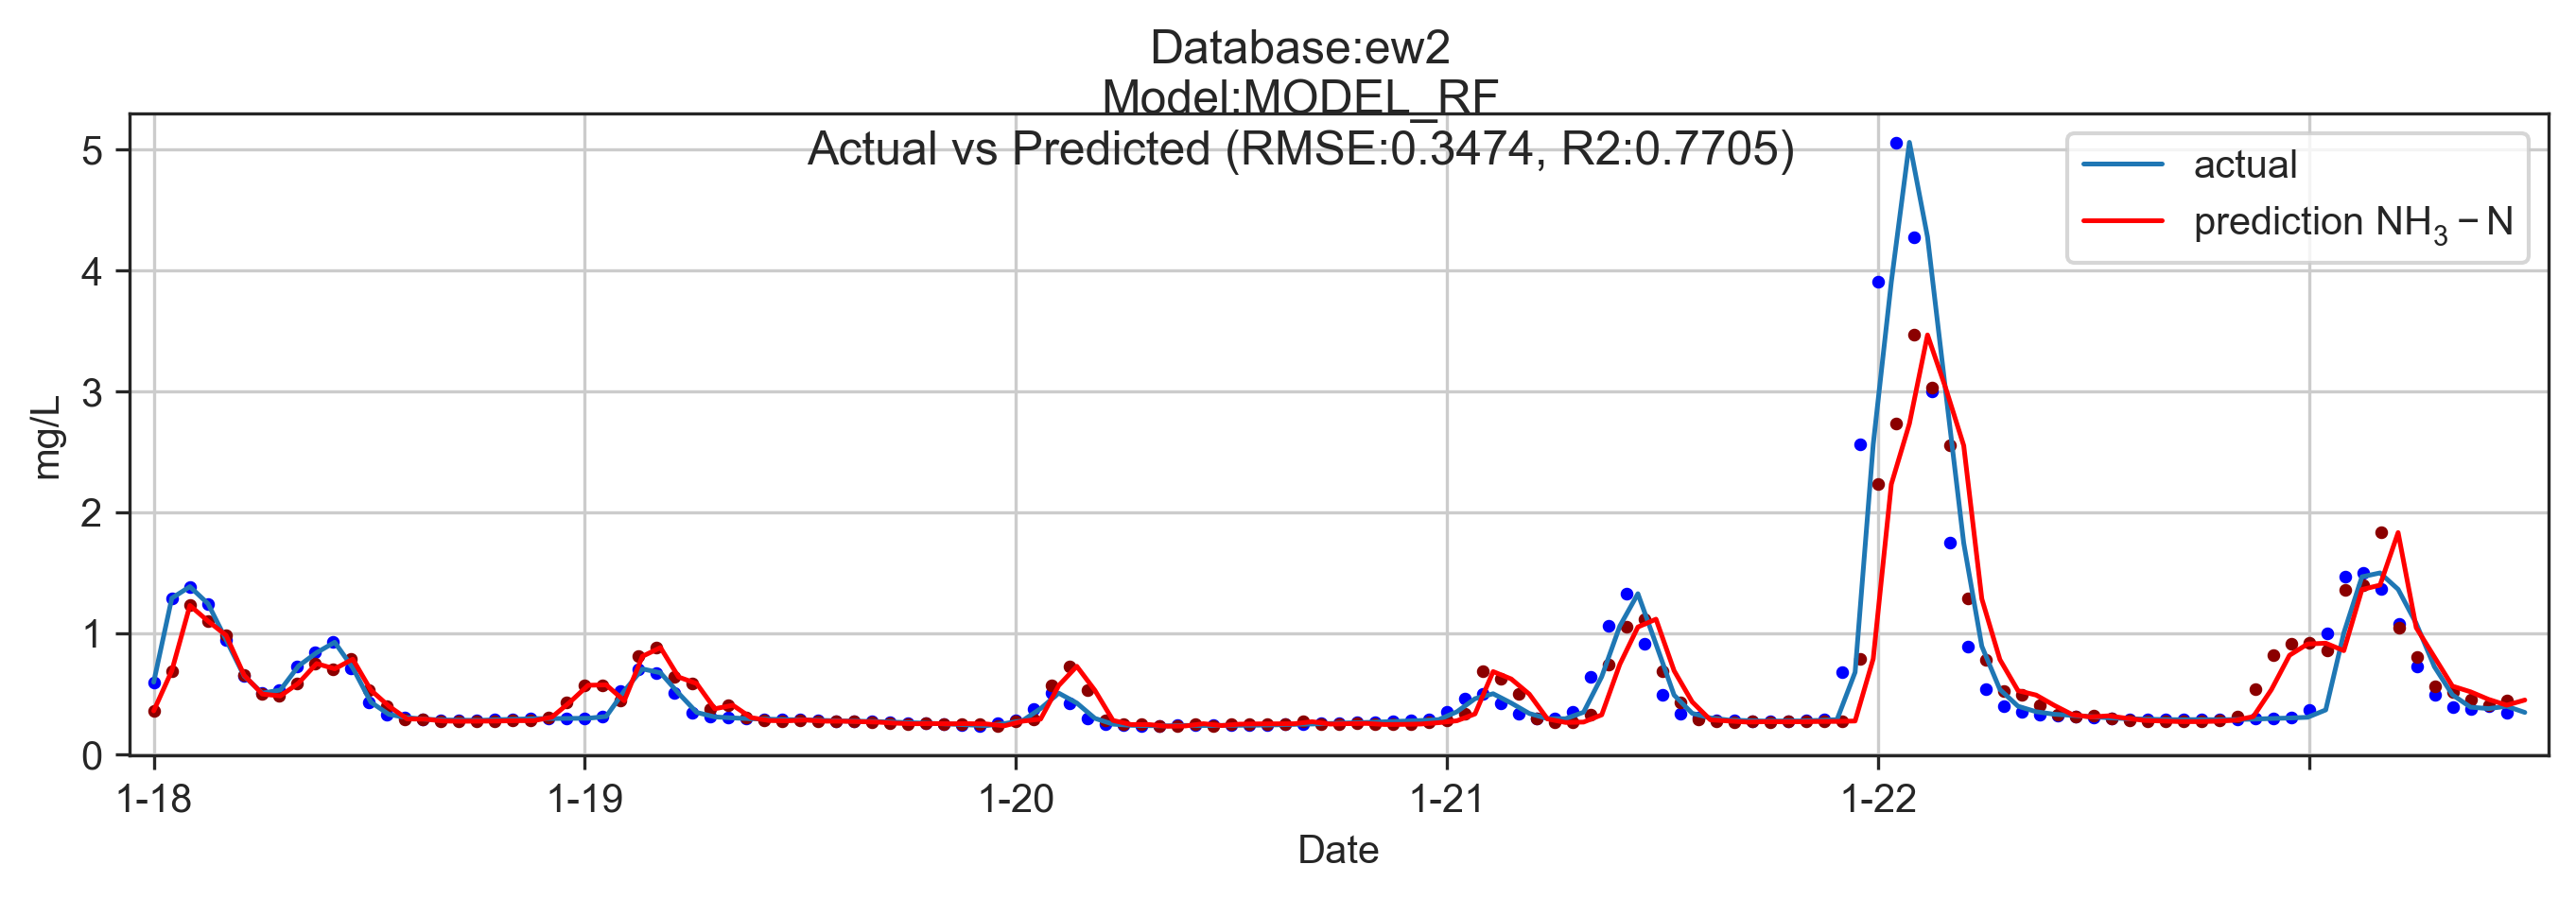 Database:ew2
Model:MODEL_RF
Actual vs Predicted (RMSE:0.3474, R2:0.7705)
actual
prediction NH₃ − N
mg/L
5
4
3
2
1
0
1-18
1-19
1-20
1-21
1-22
Date